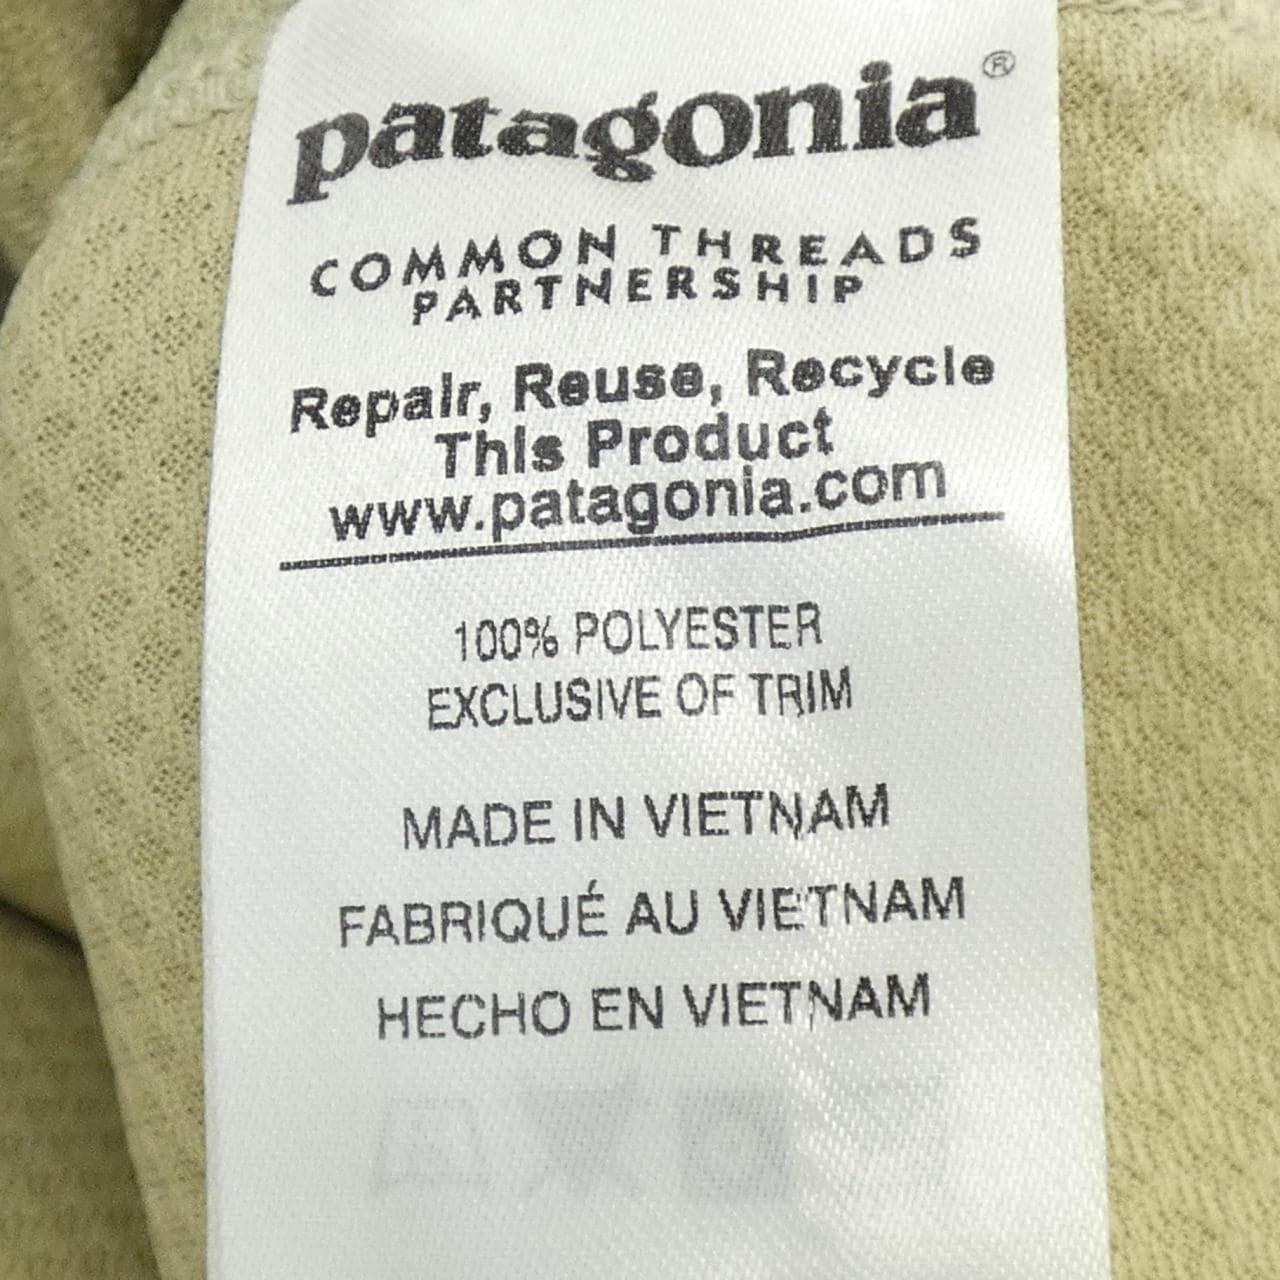 patagonia®
COMMON THREADS
PARTNERSHIP
Repair, Reuse, Recycle
This Product
www.patagonia.com
100% POLYESTER
EXCLUSIVE OF TRIM
MADE IN VIETNAM
FABRIQUÉ AU VIETNAM
HECHO EN VIETNAM